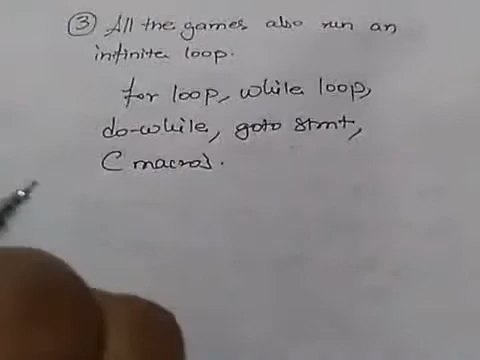 ③ All the games also run an
infinite loop.
for loop, while loop,
do-while, goto stmt,
C macros.